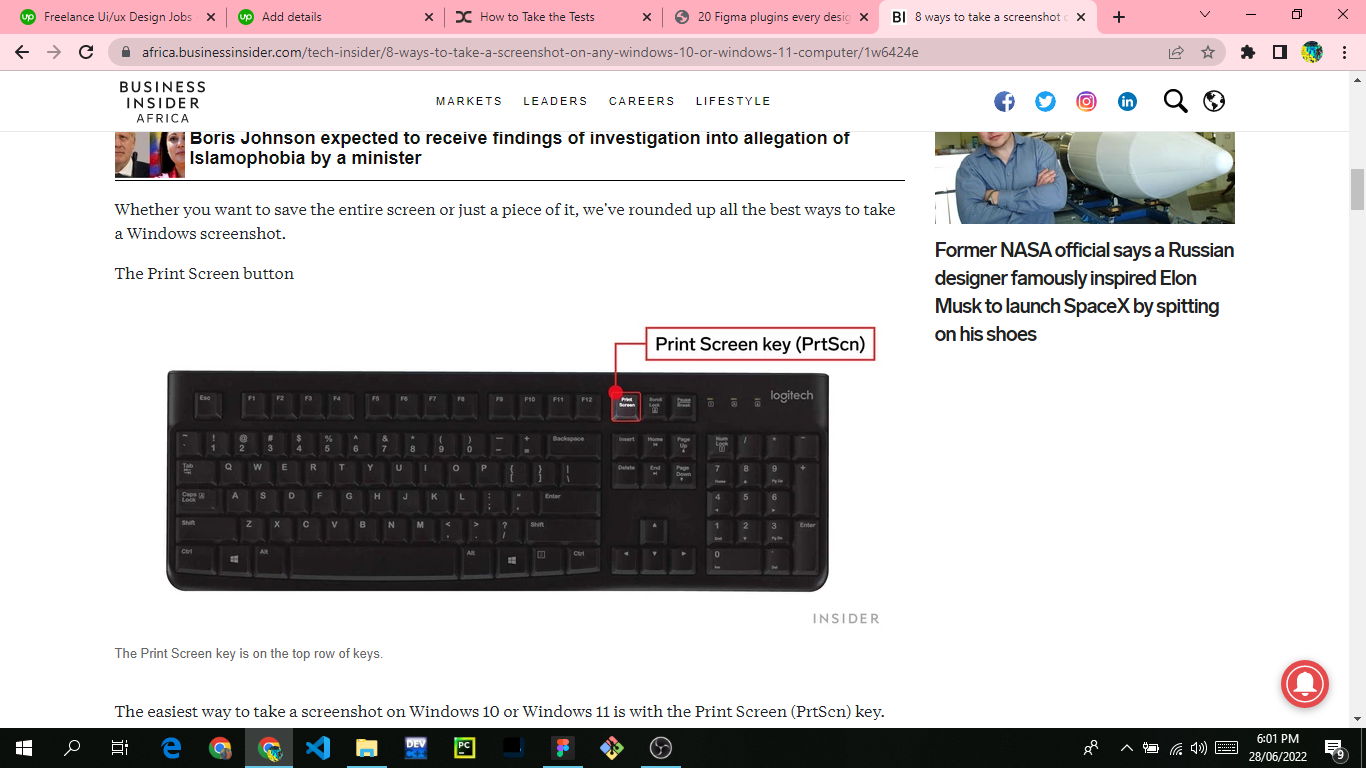 Freelance Ui/ux Design Jobs
Add details
How to Take the Tests
20 Figma plugins every desig
8 ways to take a screenshot o
africa.businessinsider.com/tech-insider/8-ways-to-take-a-screenshot-on-any-windows-10-or-windows-11-computer/1w6424e
BUSINESS
INSIDER
AFRICA
MARKETS LEADERS CAREERS LIFESTYLE
Boris Johnson expected to receive findings of investigation into allegation of
Islamophobia by a minister
Whether you want to save the entire screen or just a piece of it, we've rounded up all the best ways to take
a Windows screenshot.
The Print Screen button
Former NASA official says a Russian
designer famously inspired Elon
Musk to launch SpaceX by spitting
on his shoes
Print Screen key (PrtScn)
logitech
Esc F1 F2 F3 F4 F5 F6 F7 F8 F9 F10 F11 F12 Print Screen Scroll Lock Pause Break
~ ! 1 @ 2 # 3 $ 4 % 5 ^ 6 & 7 * 8 ( 9 ) 0 Backspace Insert Home Page Up Num Lock / * -
Tab Q W E R T Y U I O P { [ } ] | \ Delete End Page Down 7 8 9 +
Caps Lock A S D F G H J K L Enter 4 5 6
Shift Z X C V B N M < , > . ? / Shift 1 2 3 Enter
Ctrl Alt Alt Ctrl 0
INSIDER
The Print Screen key is on the top row of keys.
The easiest way to take a screenshot on Windows 10 or Windows 11 is with the Print Screen (PrtScn) key.
6:01 PM
28/06/2022
9